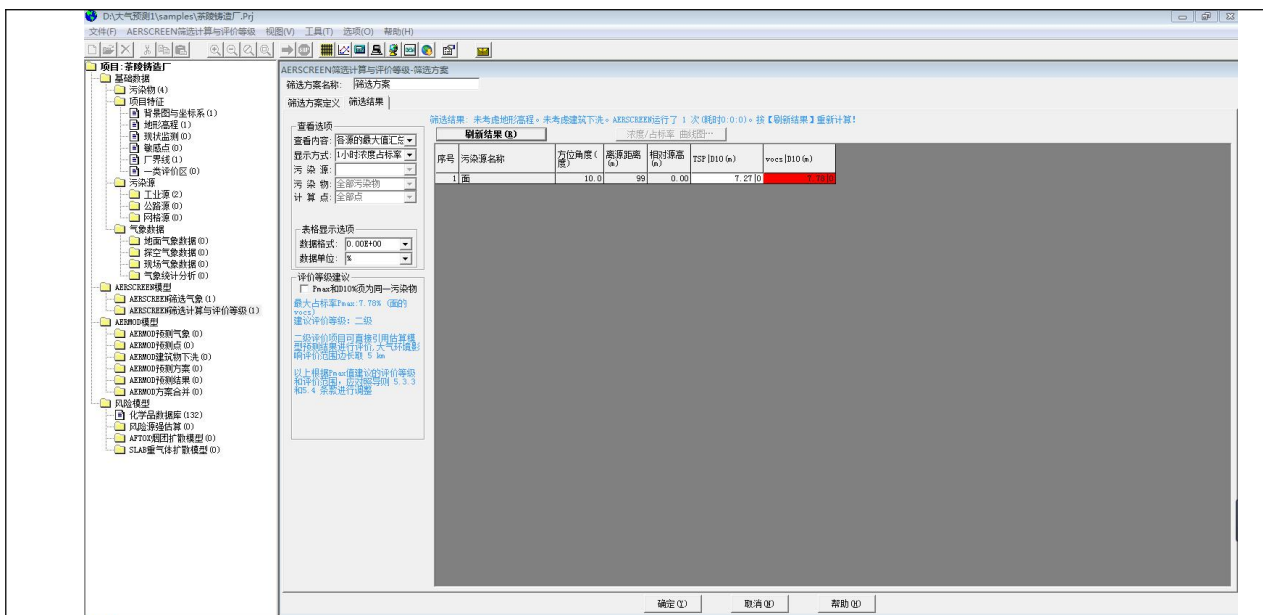 D:\大气预测1\samples\茶陵铸造厂.Prj
文件(F) AERSCREEN筛选计算与评价等级 视图(V) 工具(T) 选项(O) 帮助(H)
项目:茶陵铸造厂
基础数据
污染物(4)
项目特征
背景图与坐标系(1)
地形高程(1)
现状监测(0)
敏感点(0)
厂界线(1)
一类评价区(0)
污染源
工业源(2)
公路源(0)
网格源(0)
气象数据
地面气象数据(0)
探空气象数据(0)
现场气象数据(0)
气象统计分析(0)
AERSCREEN模型
AERSCREEN筛选气象(1)
AERSCREEN筛选计算与评价等级(1)
AERMOD模型
AERMOD预测气象(0)
AERMOD预测点(0)
AERMOD建筑物下洗(0)
AERMOD预测方案(0)
AERMOD预测结果(0)
AERMOD方案合并(0)
风险模型
化学品数据库(132)
风险源强估算(0)
AFTOX烟团扩散模型(0)
SLAB重气体扩散模型(0)
AERSCREEN筛选计算与评价等级-筛选方案
筛选方案名称: 筛选方案
筛选方案定义 筛选结果
查看选项
查看内容: 各源的最大值汇总
显示方式: 1小时浓度占标率
污染源:
污染物: 全部污染物
计算点: 全部点
表格显示选项
数据格式: 0.00E+00
数据单位: %
评价等级建议
Pmax和D10%须为同一污染物
最大占标率Pmax:7.78% (面的
vocs)
建议评价等级: 二级
二级评价项目可直接引用估算模
型预测结果进行评价,大气环境影
响评价范围边长取 5 km
以上根据Pmax值建议的评价等级
和评价范围,应对照导则 5.3.3
和5.4 条款进行调整
筛选结果: 未考虑地形高程。未考虑建筑下洗。AERSCREEN运行了 1 次(耗时0:0:0)。按【刷新结果】重新计算!
刷新结果(R) 浓度/占标率 曲线图…
序号 污染源名称 方位角度(度) 离源距离(m) 相对源高(m) TSP|D10(m) vocs|D10(m)
1 面 10.0 99 0.00 7.27|0 7.78|0
确定(Y) 取消(N) 帮助(H)